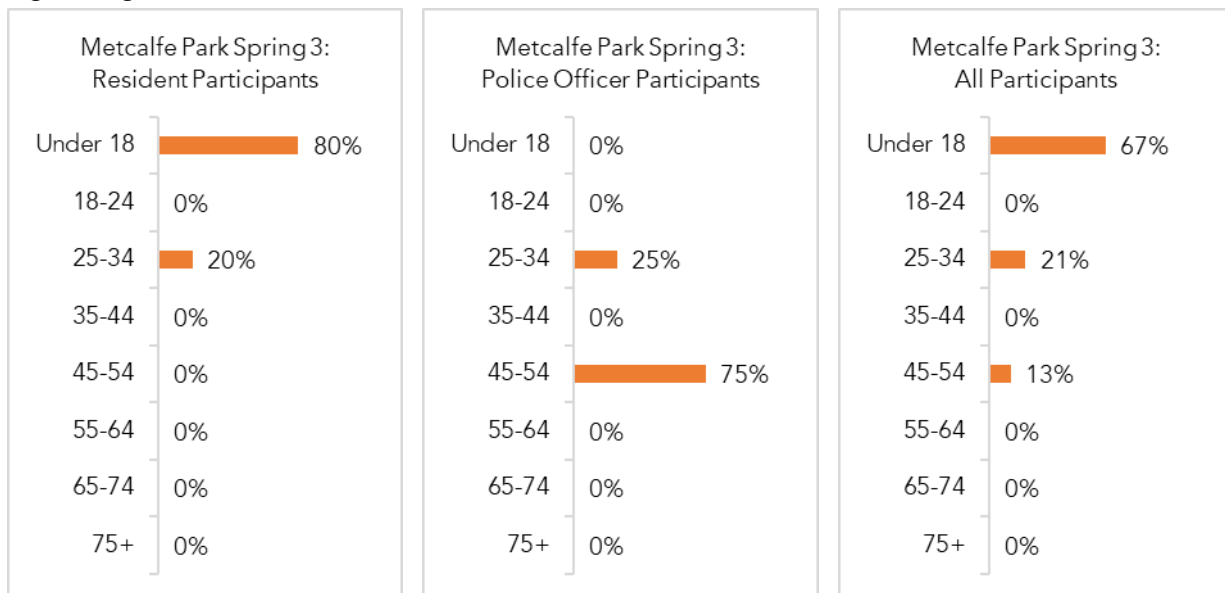 Metcalfe Park Spring 3:
Resident Participants
Under 18 80%
18-24 0%
25-34 20%
35-44 0%
45-54 0%
55-64 0%
65-74 0%
75+ 0%
Metcalfe Park Spring 3:
Police Officer Participants
Under 18 0%
18-24 0%
25-34 25%
35-44 0%
45-54 75%
55-64 0%
65-74 0%
75+ 0%
Metcalfe Park Spring 3:
All Participants
Under 18 67%
18-24 0%
25-34 21%
35-44 0%
45-54 13%
55-64 0%
65-74 0%
75+ 0%